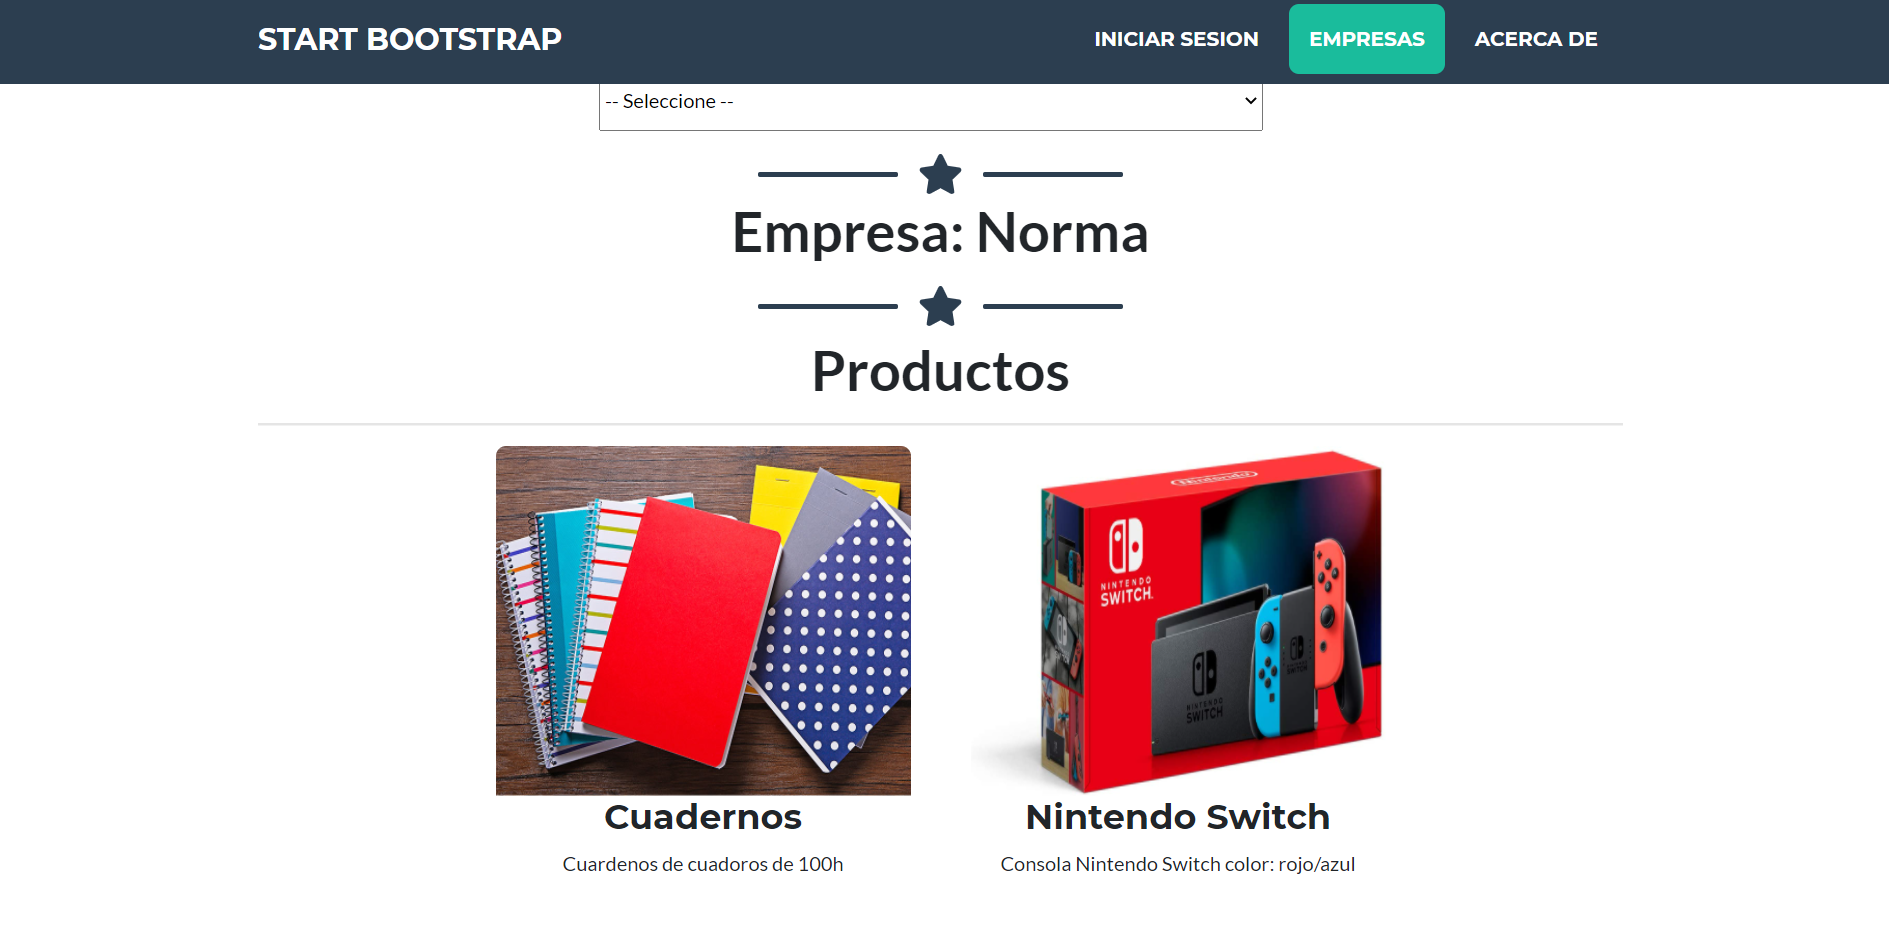 START BOOTSTRAP
INICIAR SESION
EMPRESAS
ACERCA DE
-- Seleccione --
Empresa: Norma
Productos
Nintendo
NINTENDO
SWITCH
NINTENDO
SWITCH
Cuadernos
Nintendo Switch
Cuardenos de cuadoros de 100h
Consola Nintendo Switch color: rojo/azul